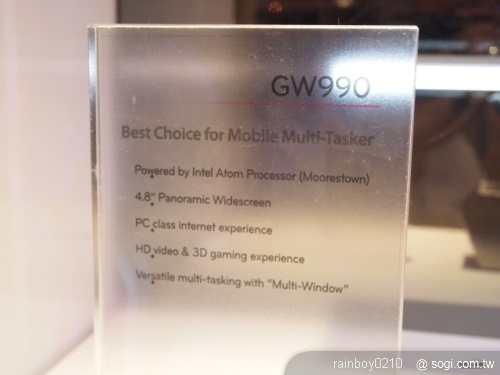 GW990
Best Choice for Mobile Multi-Tasker
Powered by Intel Atom Processor (Moorestown)
4.8" Panoramic Widescreen
PC class internet experience
HD video & 3D gaming experience
Versatile multi-tasking with "Multi-Window"
rainboy0210 @ sogi.com.tw